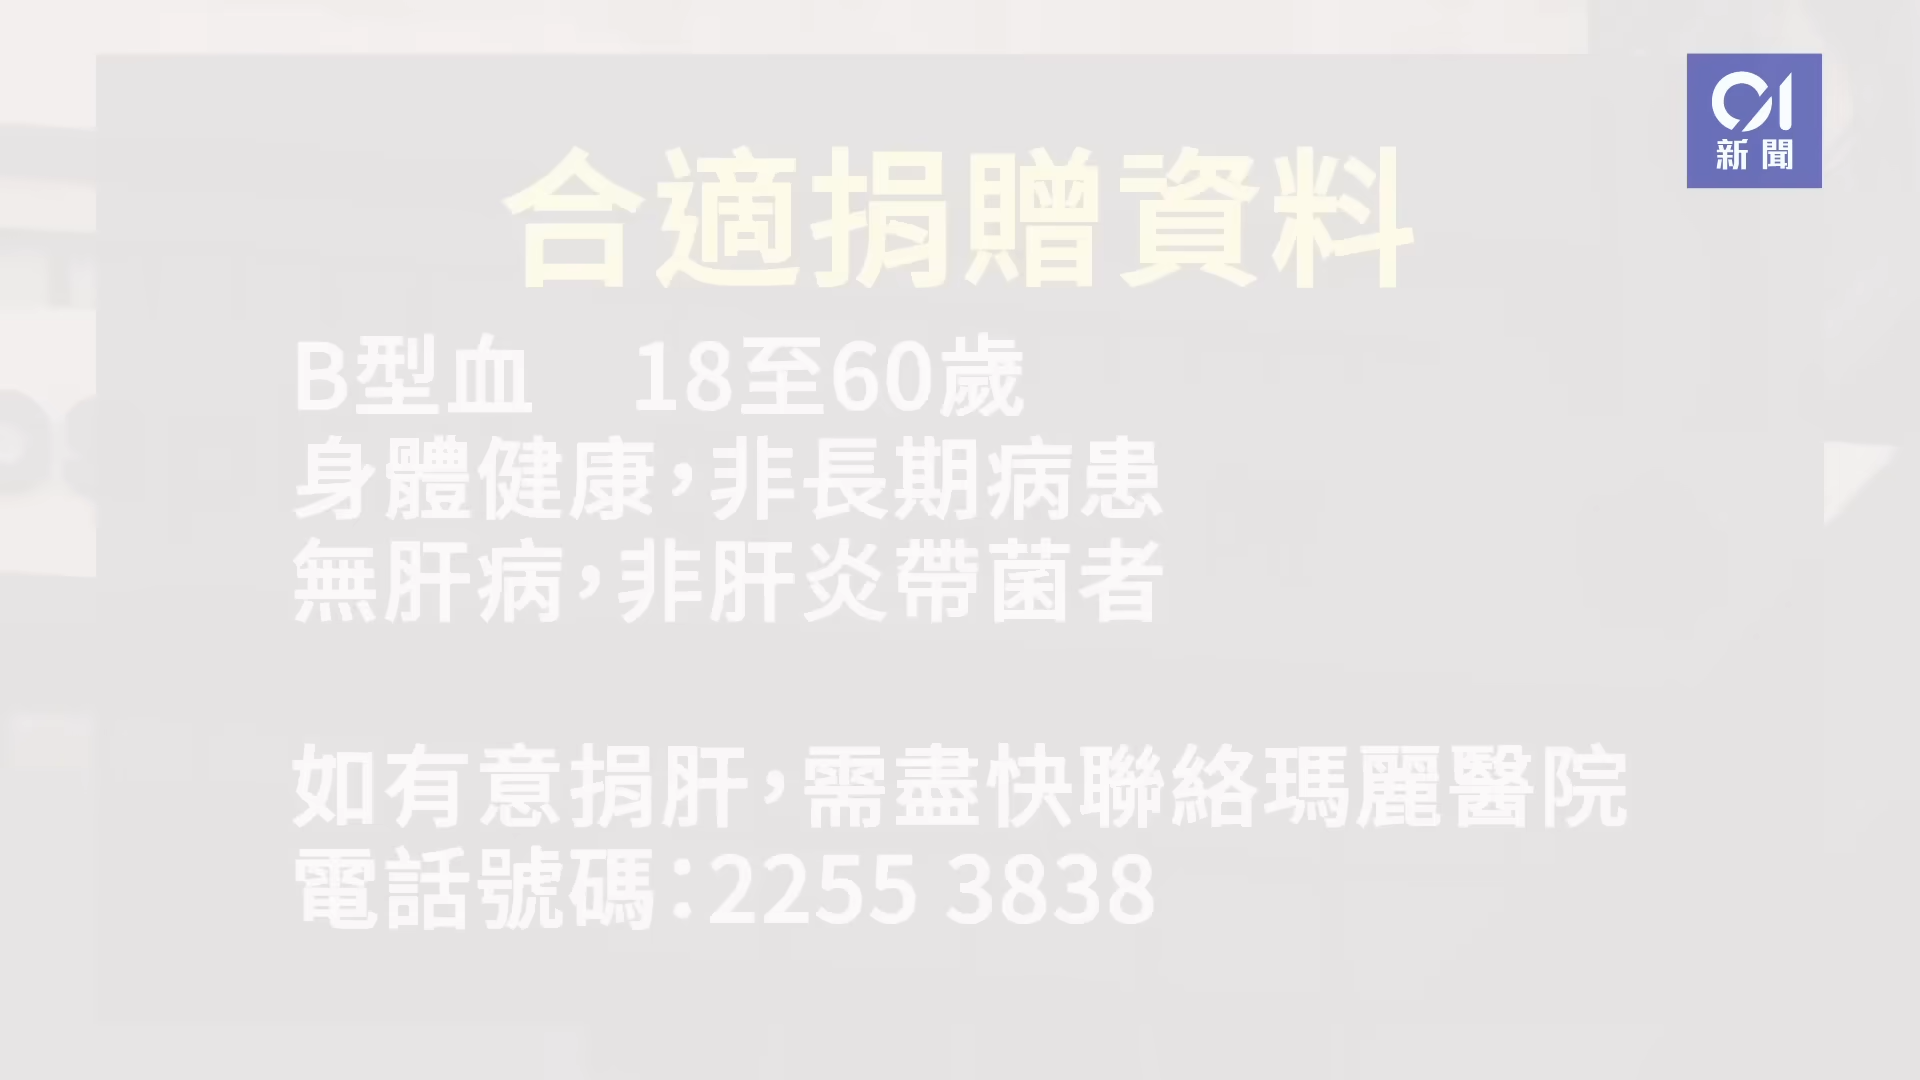 01
新聞
合適捐贈資料
B型血　18至60歲
身體健康，非長期病患
無肝病，非肝炎帶菌者
如有意捐肝，需盡快聯絡瑪麗醫院
電話號碼：2255 3838